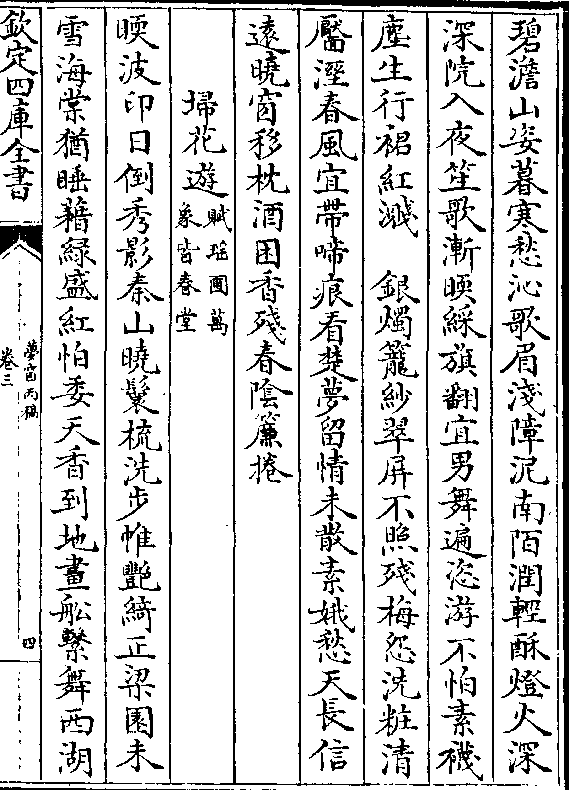 碧澹山姿暮寒愁沁歌眉淺障泥南陌潤輕酥燈火深
深院入夜笙歌漸暖綵旗翻宜男舞遍恣游不怕素襪
塵生行裙紅濺　銀燭籠紗翠屏不照殘梅怨洗粧清
靨溼春風宜帶啼痕看楚夢留情未散素娥愁天長信
遠曉窗移枕酒困香殘春陰簾捲
掃花遊賦瑶圃萬象皆春堂
暖波印日倒秀影秦山曉鬟梳洗步帷艷綺正梁園未
雪海棠猶睡藉緑盛紅怕委天香到地畫舩繋舞西湖
欽定四庫全書
夢窗丙稿
卷三
四